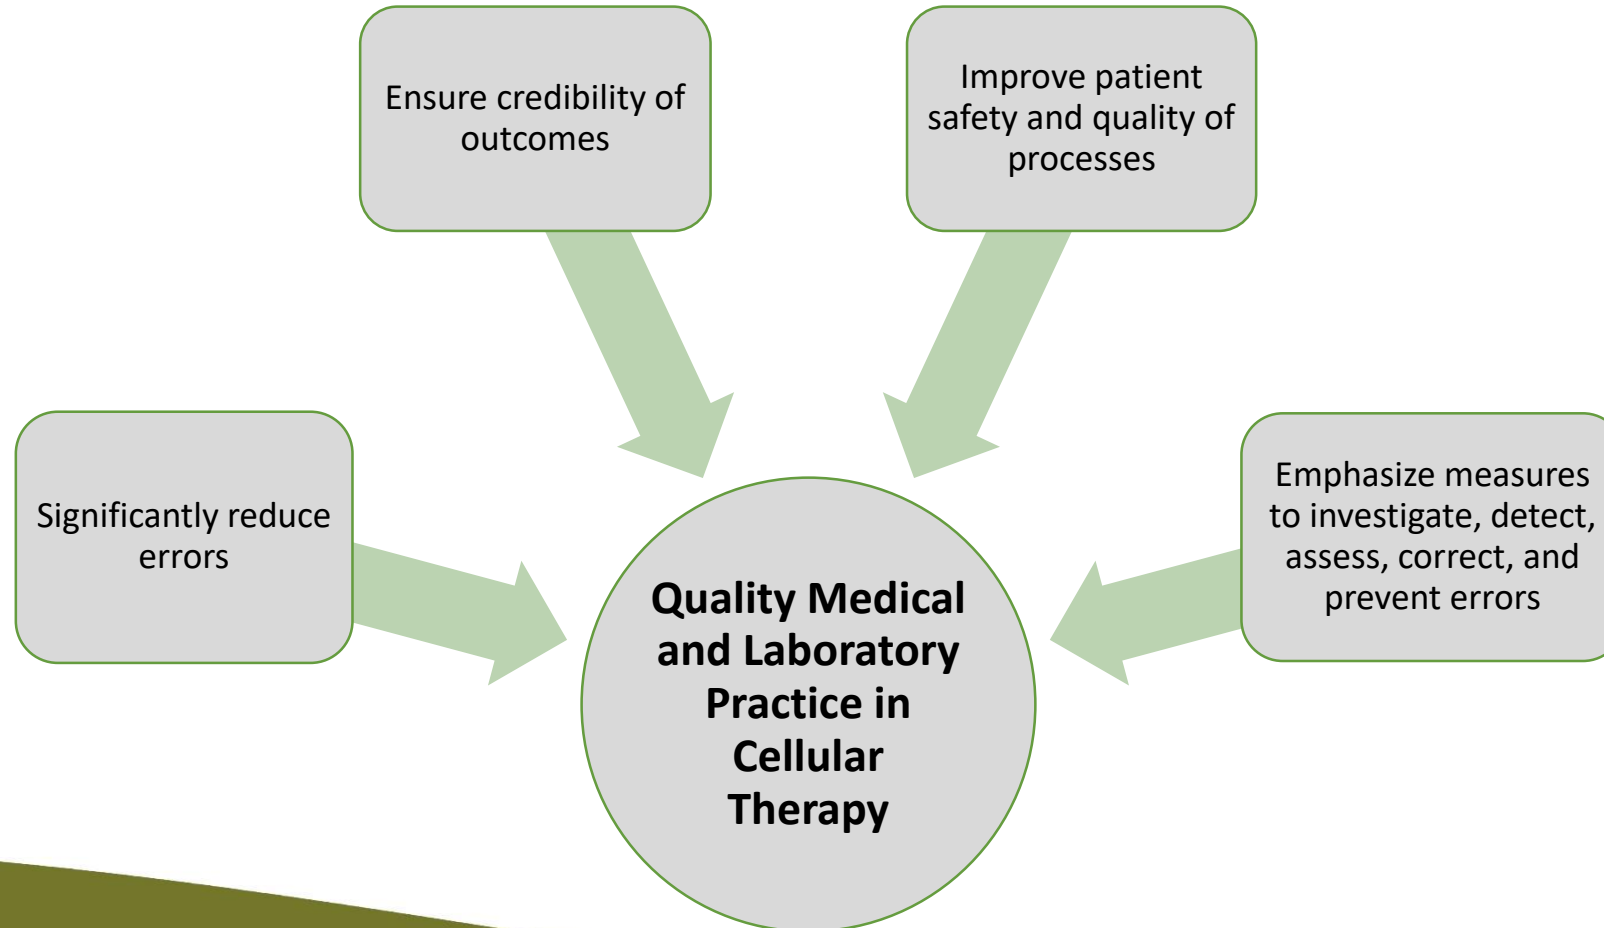 Ensure credibility of
outcomes
Improve patient
safety and quality of
processes
Significantly reduce
errors
Emphasize measures
to investigate, detect,
assess, correct, and
prevent errors
Quality Medical
and Laboratory
Practice in
Cellular
Therapy